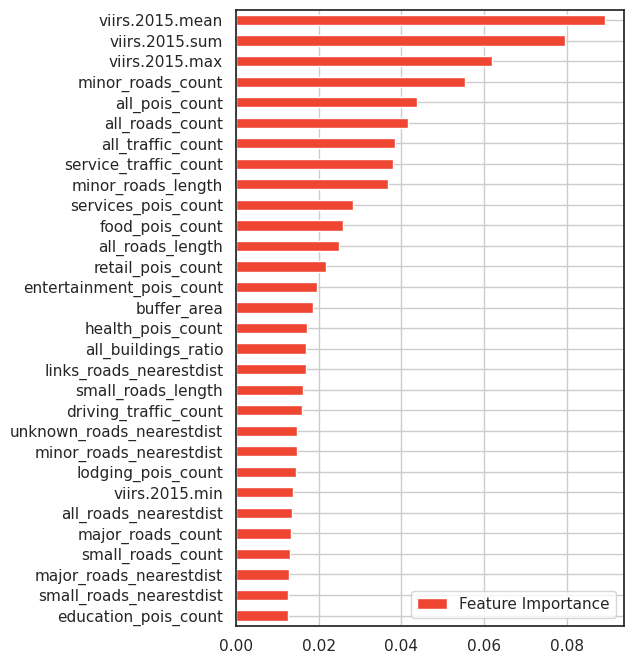 viirs.2015.mean
viirs.2015.sum
viirs.2015.max
minor_roads_count
all_pois_count
all_roads_count
all_traffic_count
service_traffic_count
minor_roads_length
services_pois_count
food_pois_count
all_roads_length
retail_pois_count
entertainment_pois_count
buffer_area
health_pois_count
all_buildings_ratio
links_roads_nearestdist
small_roads_length
driving_traffic_count
unknown_roads_nearestdist
minor_roads_nearestdist
lodging_pois_count
viirs.2015.min
all_roads_nearestdist
major_roads_count
small_roads_count
major_roads_nearestdist
small_roads_nearestdist
education_pois_count
Feature Importance
0.00 0.02 0.04 0.06 0.08